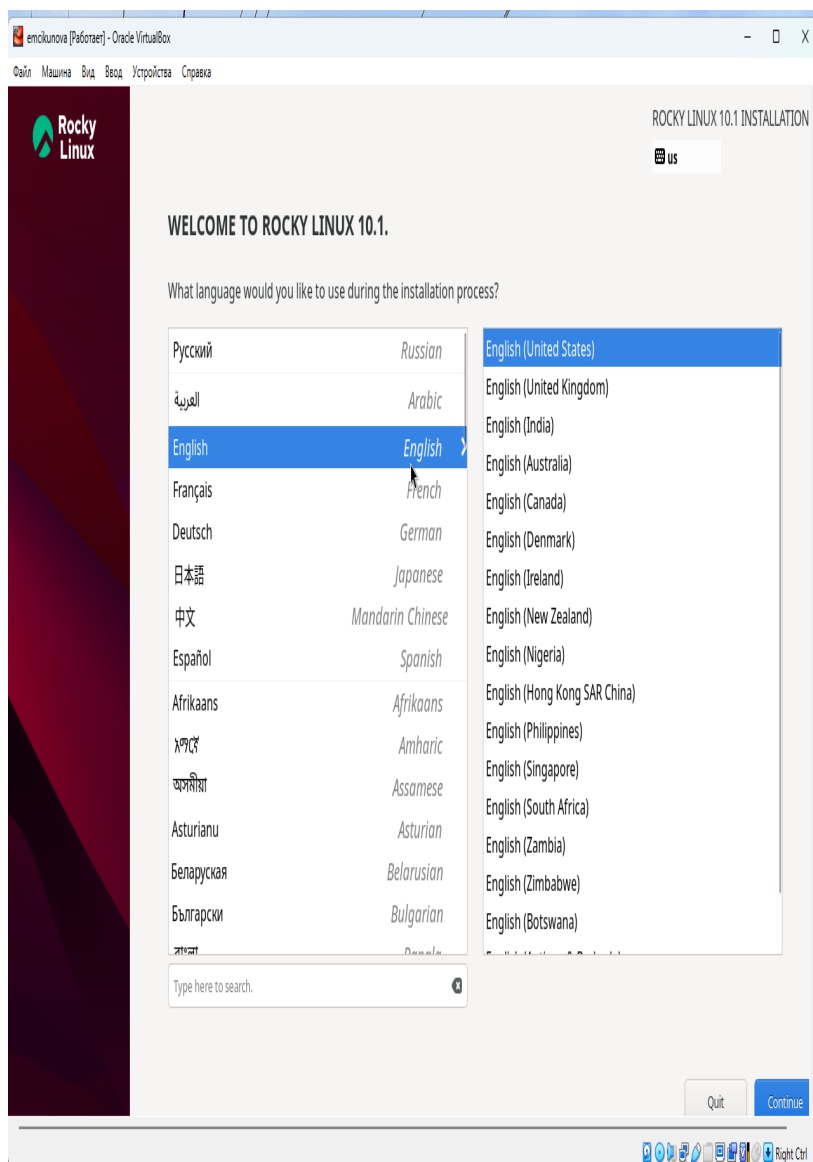 emcikunova [Работает] - Oracle VirtualBox
Файл Машина Вид Ввод Устройства Справка
Rocky
Linux
ROCKY LINUX 10.1 INSTALLATION
us
WELCOME TO ROCKY LINUX 10.1.
What language would you like to use during the installation process?
Русский Russian
العربية Arabic
English English
Français French
Deutsch German
日本語 Japanese
中文 Mandarin Chinese
Español Spanish
Afrikaans Afrikaans
አማርኛ Amharic
অসমীয়া Assamese
Asturianu Asturian
Беларуская Belarusian
Български Bulgarian
English (United States)
English (United Kingdom)
English (India)
English (Australia)
English (Canada)
English (Denmark)
English (Ireland)
English (New Zealand)
English (Nigeria)
English (Hong Kong SAR China)
English (Philippines)
English (Singapore)
English (South Africa)
English (Zambia)
English (Zimbabwe)
English (Botswana)
Type here to search.
Quit Continue
Right Ctrl